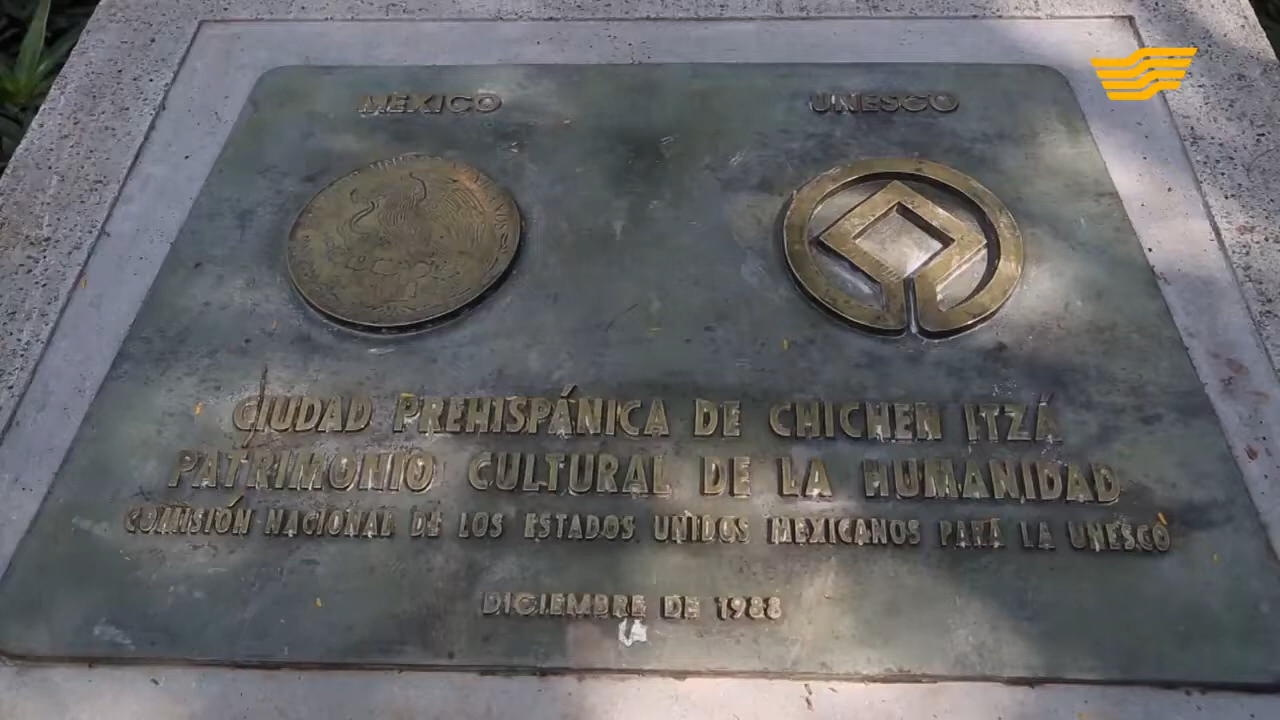 MEXICO
UNESCO
CIUDAD PREHISPÁNICA DE CHICHEN ITZÁ
PATRIMONIO CULTURAL DE LA HUMANIDAD
COMISIÓN NACIONAL DE LOS ESTADOS UNIDOS MEXICANOS PARA LA UNESCO
DICIEMBRE DE 1988